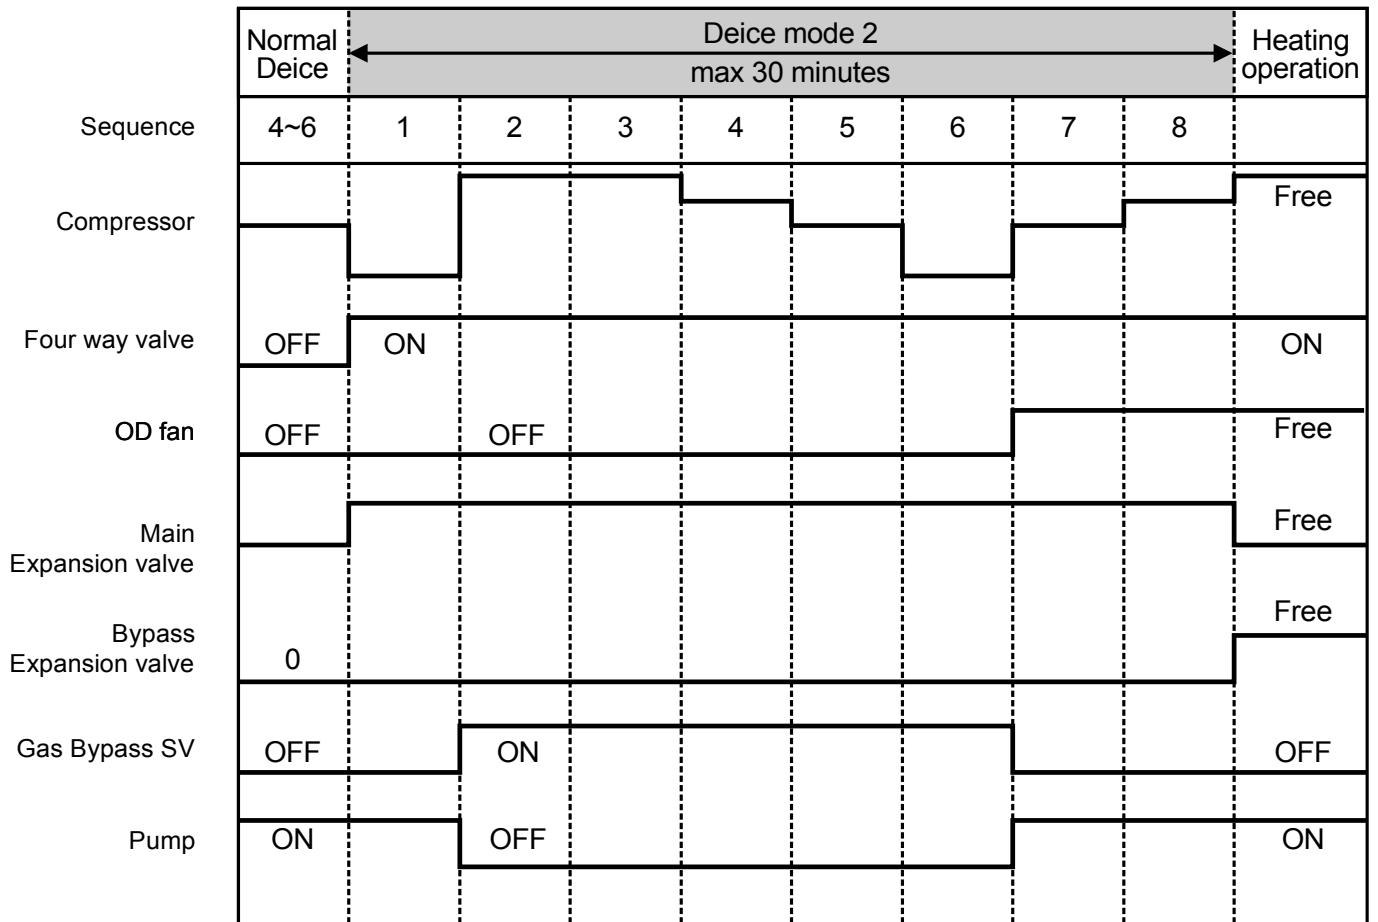 Normal
Deice
Deice mode 2
max 30 minutes
Heating
operation
Sequence 4~6 1 2 3 4 5 6 7 8
Compressor Free
Four way valve OFF ON ON
OD fan OFF OFF Free
Main
Expansion valve
Free
Bypass
Expansion valve
0
Free
Gas Bypass SV OFF ON OFF
Pump ON OFF ON